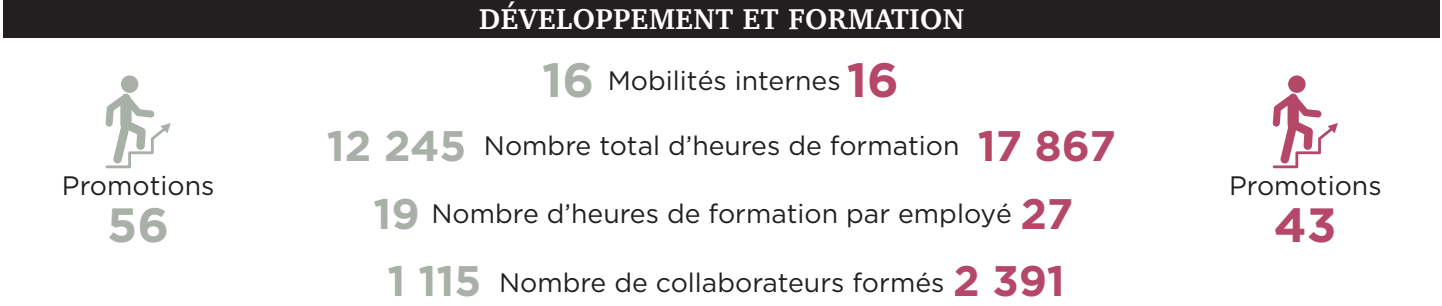 DÉVELOPPEMENT ET FORMATION
Promotions
56
16 Mobilités internes 16
12 245 Nombre total d’heures de formation 17 867
19 Nombre d’heures de formation par employé 27
1 115 Nombre de collaborateurs formés 2 391
Promotions
43